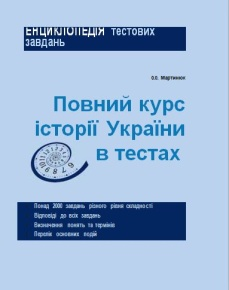 ЕНЦИКЛОПЕДІЯ тестових
завдань
О.О. Мартинюк
Повний курс
історії України
в тестах
Понад 2000 завдань різного рівня складності
Відповіді до всіх завдань
Визначення понять та термінів
Перелік основних подій